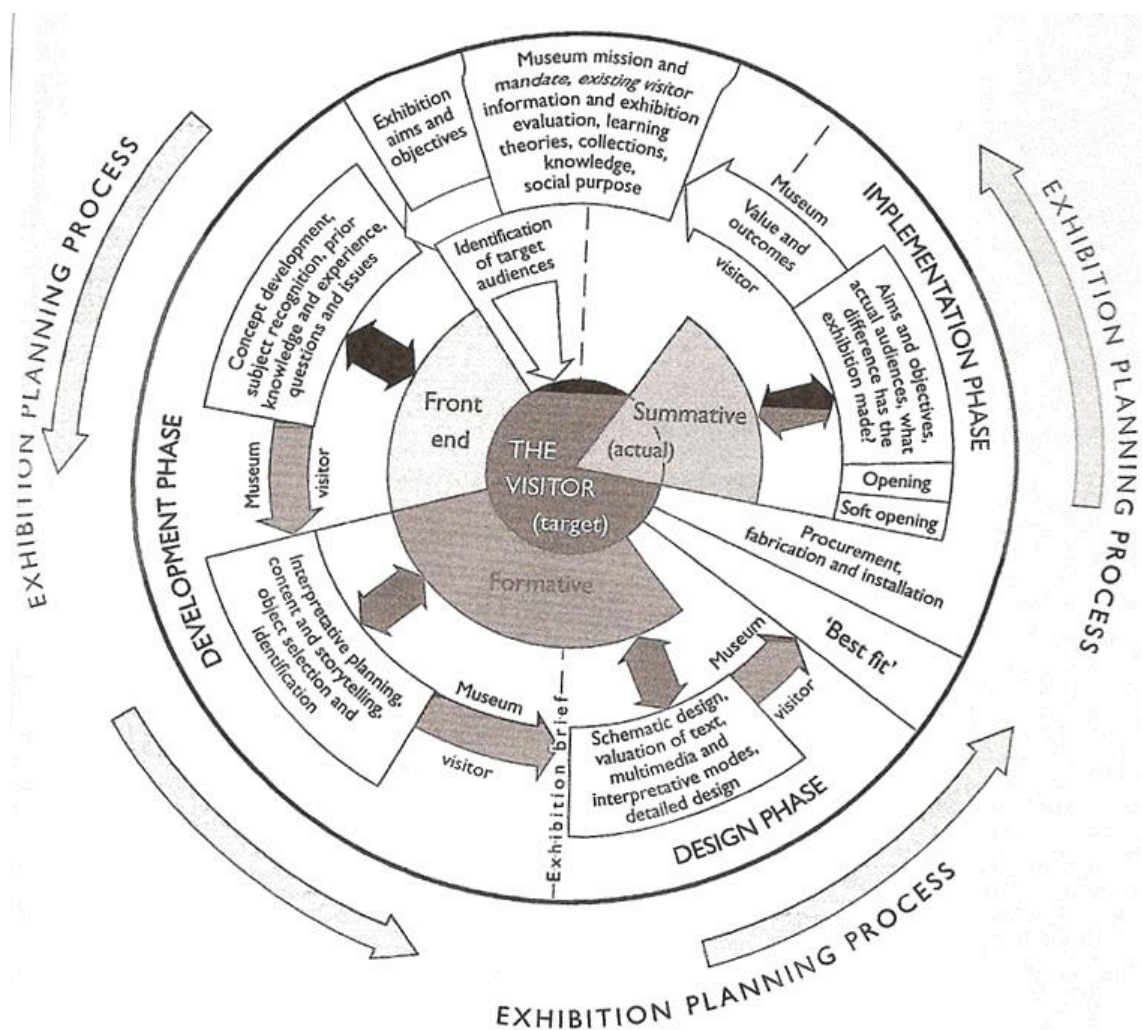 Museum mission and
mandate, existing visitor
information and exhibition
evaluation, learning
theories, collections,
knowledge,
social purpose
Exhibition
aims and
objectives
Identification
of target
audiences
Concept development,
subject recognition, prior
knowledge and experience,
questions and issues
Front
end
Museum
visitor
DEVELOPMENT PHASE
Interpretative planning,
content and storytelling,
object selection and
identification
Formative
THE
VISITOR
(target)
Museum
visitor
Exhibition brief
Schematic design,
valuation of text,
multimedia and
interpretative modes,
detailed design
DESIGN PHASE
Museum
visitor
'Best fit'
Procurement,
fabrication and installation
Soft opening
Opening
Aims and objectives,
actual audiences, what
difference has the
exhibition made?
Summative
(actual)
IMPLEMENTATION PHASE
Museum
Value and
outcomes
visitor
EXHIBITION PLANNING PROCESS
EXHIBITION PLANNING PROCESS
EXHIBITION PLANNING PROCESS